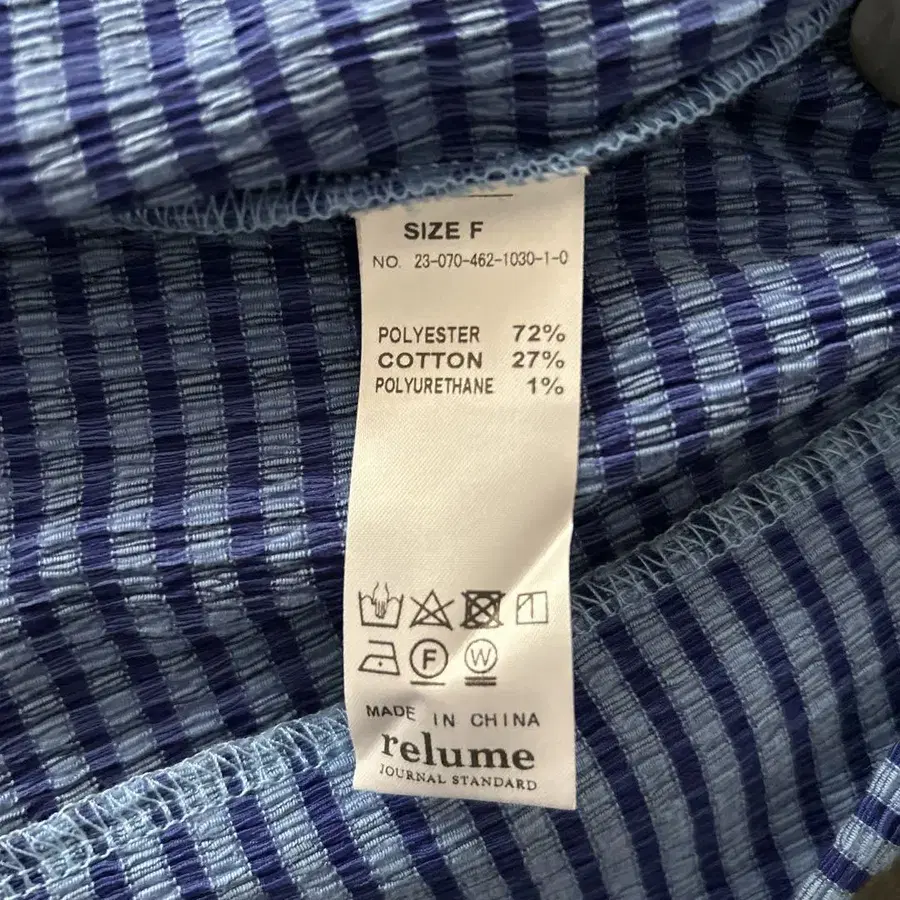 SIZE F
NO. 23-070-462-1030-1-0
POLYESTER 72%
COTTON 27%
POLYURETHANE 1%
F W
MADE IN CHINA
relume
JOURNAL STANDARD